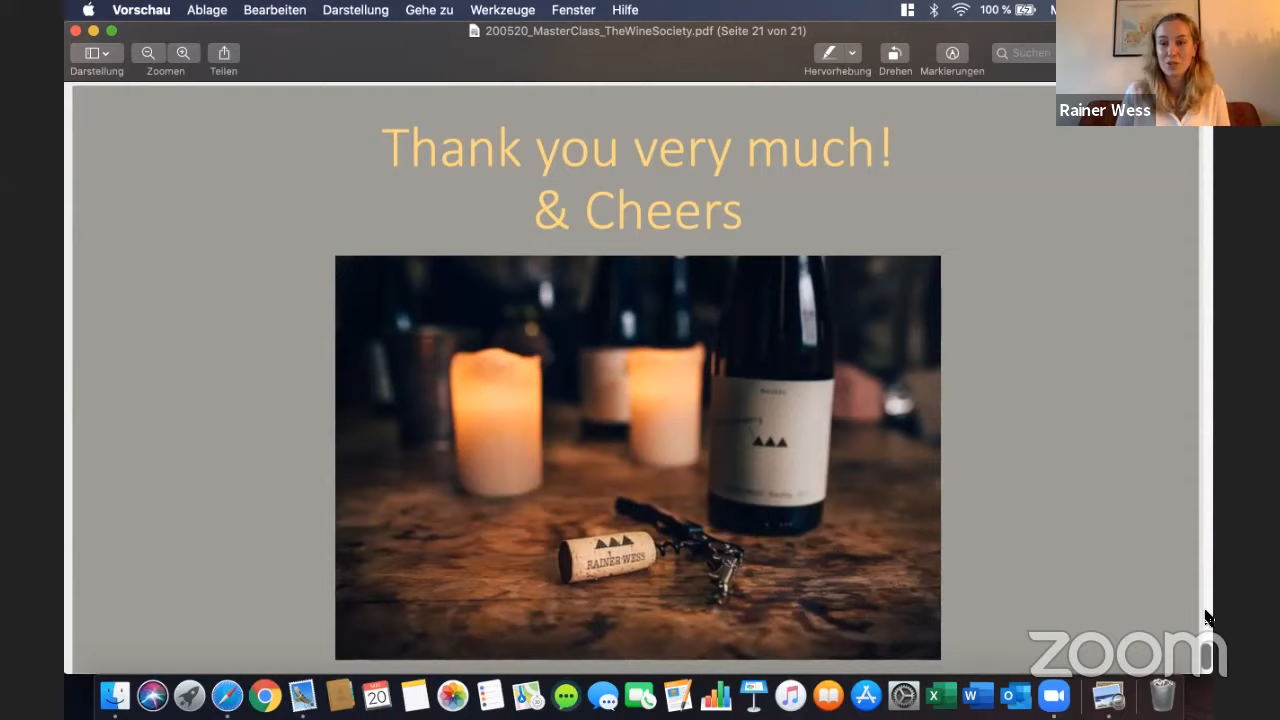 Vorschau Ablage Bearbeiten Darstellung Gehe zu Werkzeuge Fenster Hilfe 100 %
200520_MasterClass_TheWineSociety.pdf (Seite 21 von 21)
Darstellung Zoomen Teilen Hervorhebung Drehen Markierungen Suchen
Rainer Wess
Thank you very much!
& Cheers
RAINER WESS
zoom
20